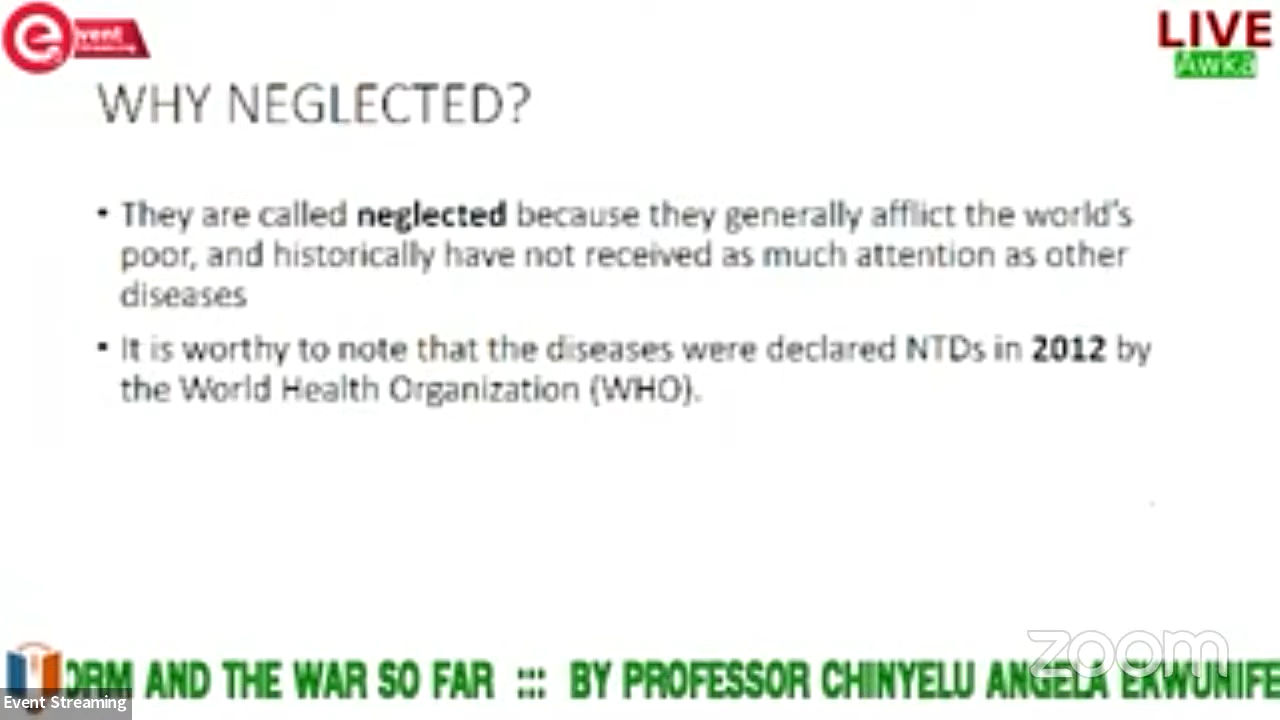 event
Streaming
LIVE
Awka
WHY NEGLECTED?
• They are called neglected because they generally afflict the world's
poor, and historically have not received as much attention as other
diseases
• It is worthy to note that the diseases were declared NTDs in 2012 by
the World Health Organization (WHO).
zoom
ORM AND THE WAR SO FAR ::: BY PROFESSOR CHINYELU ANGELA EKWUNIFE
Event Streaming